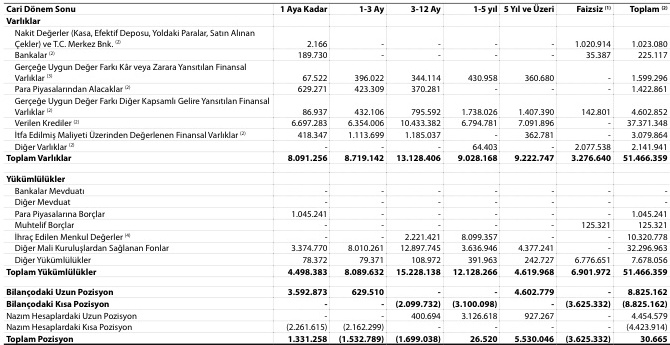 Cari Dönem Sonu 1 Aya Kadar 1-3 Ay 3-12 Ay 1-5 yıl 5 Yıl ve Üzeri Faizsiz (1) Toplam (2)
Varlıklar
Nakit Değerler (Kasa, Efektif Deposu, Yoldaki Paralar, Satın Alınan
Çekler) ve T.C. Merkez Bnk. (2) 2.166 - - - - 1.020.914 1.023.080
Bankalar (2) 189.730 - - - - 35.387 225.117
Gerçeğe Uygun Değer Farkı Kâr veya Zarara Yansıtılan Finansal
Varlıklar (3) 67.522 396.022 344.114 430.958 360.680 - 1.599.296
Para Piyasalarından Alacaklar (2) 629.271 423.309 370.281 - - - 1.422.861
Gerçeğe Uygun Değer Farkı Diğer Kapsamlı Gelire Yansıtılan Finansal
Varlıklar (2) 86.937 432.106 795.592 1.738.026 1.407.390 142.801 4.602.852
Verilen Krediler (2) 6.697.283 6.354.006 10.433.382 6.794.781 7.091.896 - 37.371.348
İtfa Edilmiş Maliyeti Üzerinden Değerlenen Finansal Varlıklar (2) 418.347 1.113.699 1.185.037 - 362.781 - 3.079.864
Diğer Varlıklar (2) - - - 64.403 - 2.077.538 2.141.941
Toplam Varlıklar 8.091.256 8.719.142 13.128.406 9.028.168 9.222.747 3.276.640 51.466.359
Yükümlülükler
Bankalar Mevduatı - - - - - - -
Diğer Mevduat - - - - - - -
Para Piyasalarına Borçlar 1.045.241 - - - - - 1.045.241
Muhtelif Borçlar - - - - - 125.321 125.321
İhraç Edilen Menkul Değerler (4) - - 2.221.421 8.099.357 - - 10.320.778
Diğer Mali Kuruluşlardan Sağlanan Fonlar 3.374.770 8.010.261 12.897.745 3.636.946 4.377.241 - 32.296.963
Diğer Yükümlülükler 78.372 79.371 108.972 391.963 242.727 6.776.651 7.678.056
Toplam Yükümlülükler 4.498.383 8.089.632 15.228.138 12.128.266 4.619.968 6.901.972 51.466.359
Bilançodaki Uzun Pozisyon 3.592.873 629.510 - - 4.602.779 - 8.825.162
Bilançodaki Kısa Pozisyon - - (2.099.732) (3.100.098) - (3.625.332) (8.825.162)
Nazım Hesaplardaki Uzun Pozisyon - - 400.694 3.126.618 927.267 - 4.454.579
Nazım Hesaplardaki Kısa Pozisyon (2.261.615) (2.162.299) - - - - (4.423.914)
Toplam Pozisyon 1.331.258 (1.532.789) (1.699.038) 26.520 5.530.046 (3.625.332) 30.665